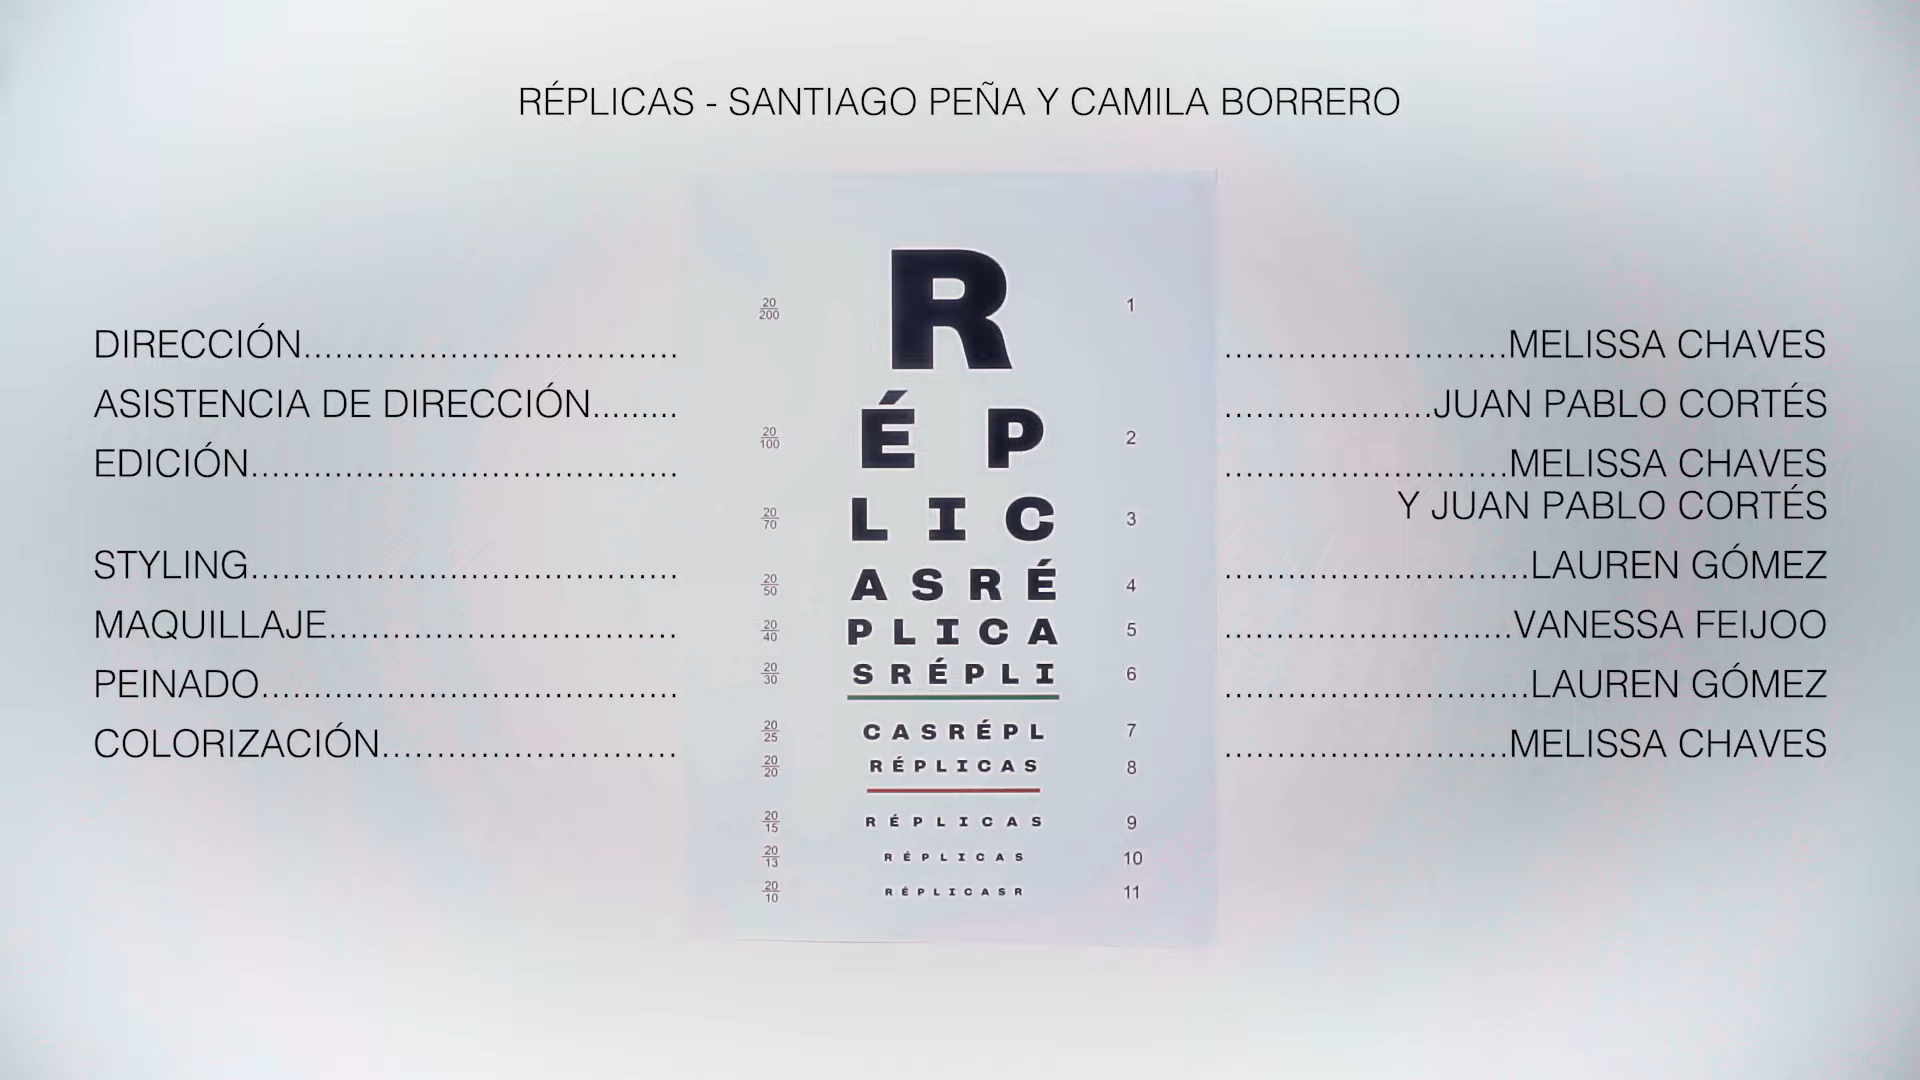 RÉPLICAS - SANTIAGO PEÑA Y CAMILA BORRERO
DIRECCIÓN....................................
...........................MELISSA CHAVES
ASISTENCIA DE DIRECCIÓN.........
....................JUAN PABLO CORTÉS
EDICIÓN.........................................
...........................MELISSA CHAVES
Y JUAN PABLO CORTÉS
STYLING.........................................
.............................LAUREN GÓMEZ
MAQUILLAJE.................................
...........................VANESSA FEIJOO
PEINADO........................................
.............................LAUREN GÓMEZ
COLORIZACIÓN............................
...........................MELISSA CHAVES
20/200 R 1
20/100 É P 2
20/70 L I C 3
20/50 A S R É 4
20/40 P L I C A 5
20/30 S R É P L I 6
20/25 C A S R É P L 7
20/20 R É P L I C A S 8
20/15 R É P L I C A S 9
20/13 R É P L I C A S 10
20/10 R É P L I C A S R 11